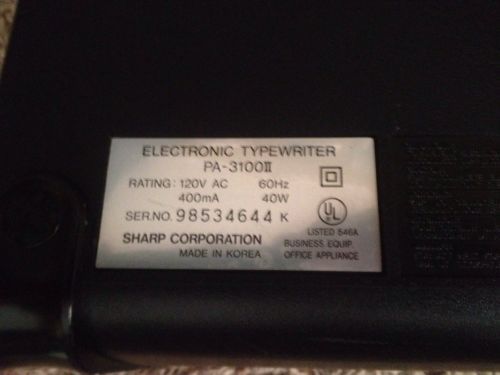 ELECTRONIC TYPEWRITER
PA-3100II
RATING: 120V AC 60Hz
400mA 40W
SER.NO. 98534644 K
UL
LISTED 546A
SHARP CORPORATION
BUSINESS EQUIP.
MADE IN KOREA
OFFICE APPLIANCE